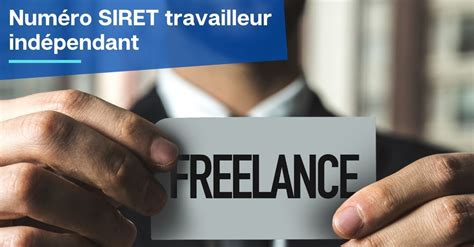 Numéro SIRET travailleur
indépendant
FREELANCE